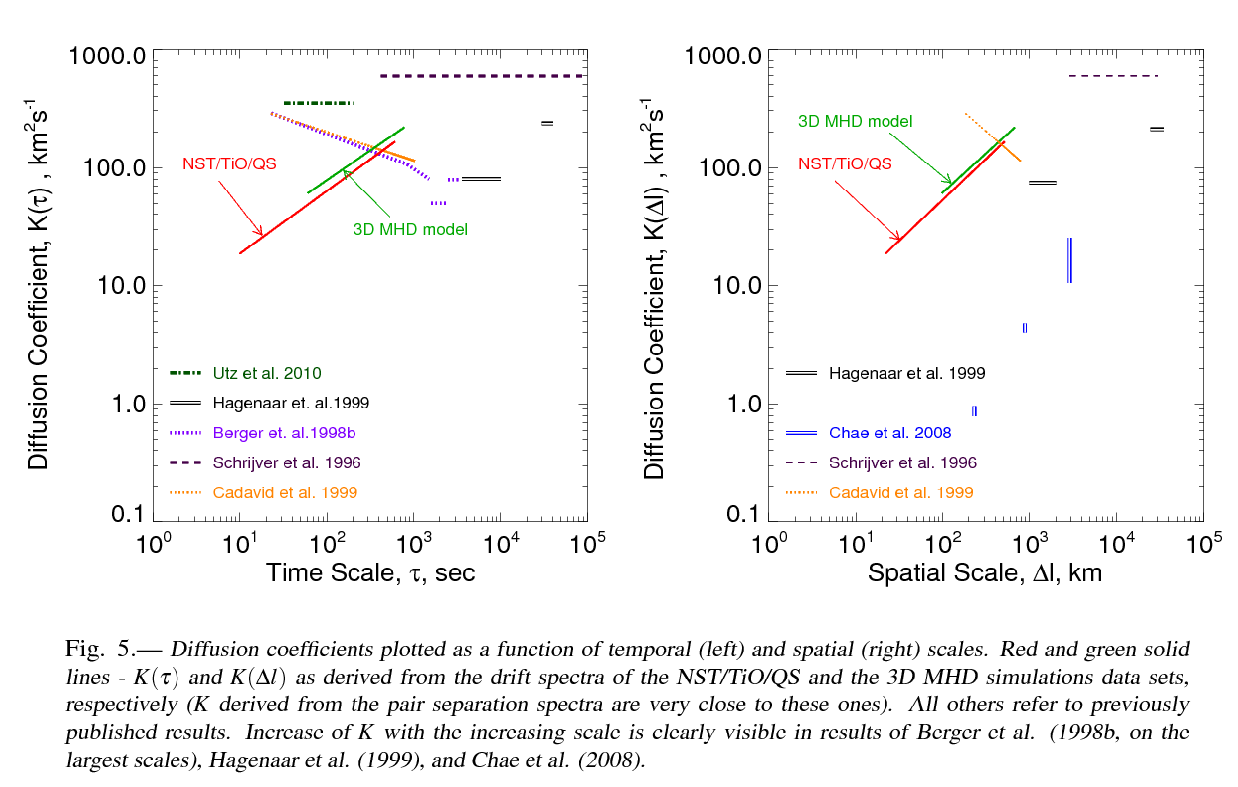 1000.0
100.0
10.0
1.0
0.1
Diffusion Coefficient, K(τ) , km²s⁻¹
NST/TiO/QS
3D MHD model
Utz et al. 2010
Hagenaar et. al.1999
Berger et. al.1998b
Schrijver et al. 1996
Cadavid et al. 1999
10⁰ 10¹ 10² 10³ 10⁴ 10⁵
Time Scale, τ, sec
1000.0
100.0
10.0
1.0
0.1
Diffusion Coefficient, K(Δl) , km²s⁻¹
3D MHD model
NST/TiO/QS
Hagenaar et al. 1999
Chae et al. 2008
Schrijver et al. 1996
Cadavid et al. 1999
10⁰ 10¹ 10² 10³ 10⁴ 10⁵
Spatial Scale, Δl, km
Fig. 5.— Diffusion coefficients plotted as a function of temporal (left) and spatial (right) scales. Red and green solid
lines - K(τ) and K(Δl) as derived from the drift spectra of the NST/TiO/QS and the 3D MHD simulations data sets,
respectively (K derived from the pair separation spectra are very close to these ones). All others refer to previously
published results. Increase of K with the increasing scale is clearly visible in results of Berger et al. (1998b, on the
largest scales), Hagenaar et al. (1999), and Chae et al. (2008).